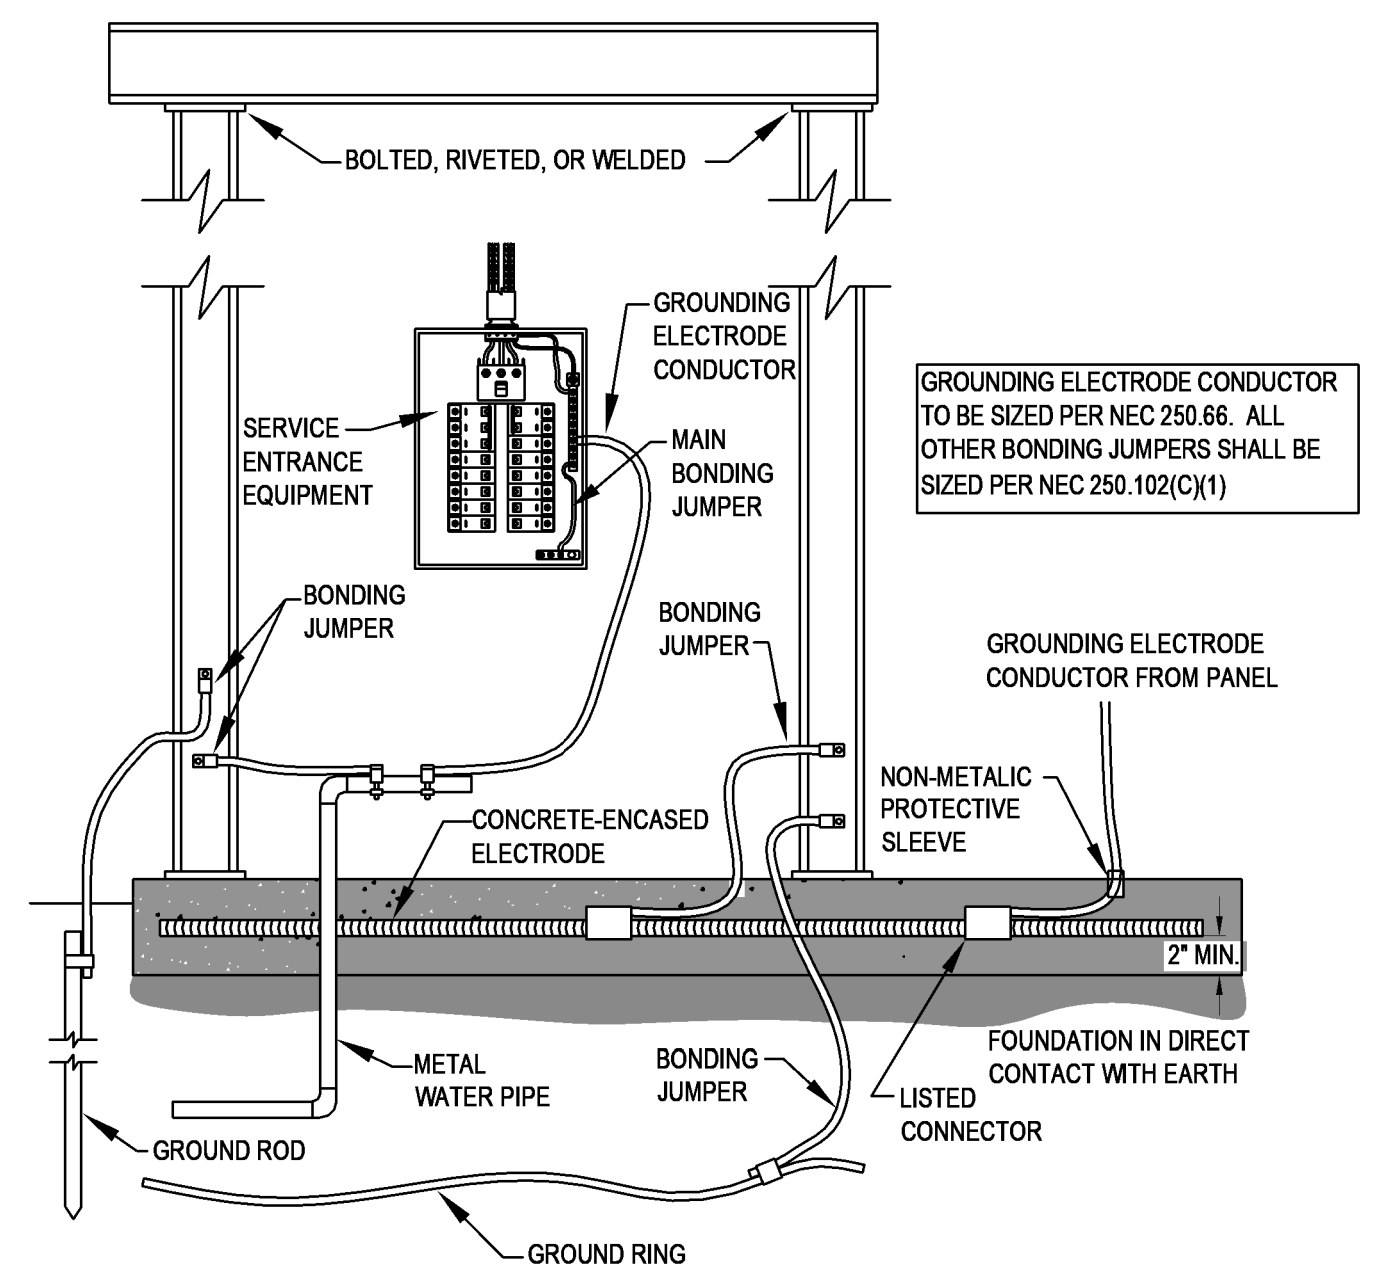 BOLTED, RIVETED, OR WELDED
GROUNDING
ELECTRODE
CONDUCTOR
GROUNDING ELECTRODE CONDUCTOR
TO BE SIZED PER NEC 250.66. ALL
OTHER BONDING JUMPERS SHALL BE
SIZED PER NEC 250.102(C)(1)
SERVICE
ENTRANCE
EQUIPMENT
MAIN
BONDING
JUMPER
BONDING
JUMPER
BONDING
JUMPER
GROUNDING ELECTRODE
CONDUCTOR FROM PANEL
NON-METALIC
PROTECTIVE
SLEEVE
CONCRETE-ENCASED
ELECTRODE
2" MIN.
FOUNDATION IN DIRECT
CONTACT WITH EARTH
METAL
WATER PIPE
BONDING
JUMPER
LISTED
CONNECTOR
GROUND ROD
GROUND RING